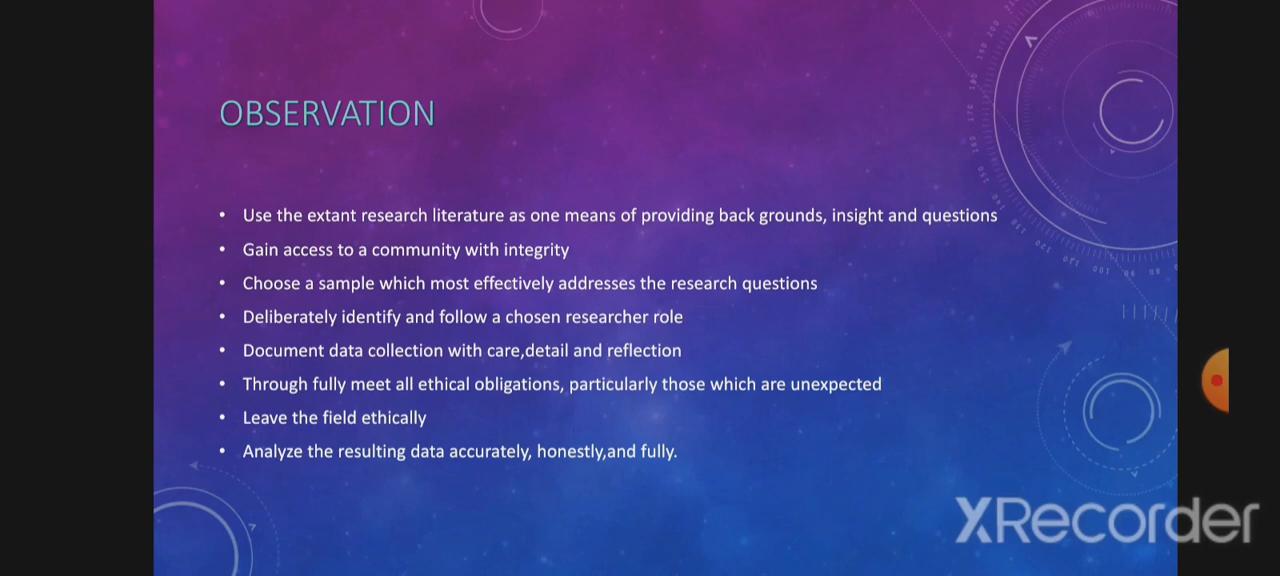 OBSERVATION
• Use the extant research literature as one means of providing back grounds, insight and questions
• Gain access to a community with integrity
• Choose a sample which most effectively addresses the research questions
• Deliberately identify and follow a chosen researcher role
• Document data collection with care,detail and reflection
• Through fully meet all ethical obligations, particularly those which are unexpected
• Leave the field ethically
• Analyze the resulting data accurately, honestly,and fully.
XRecorder